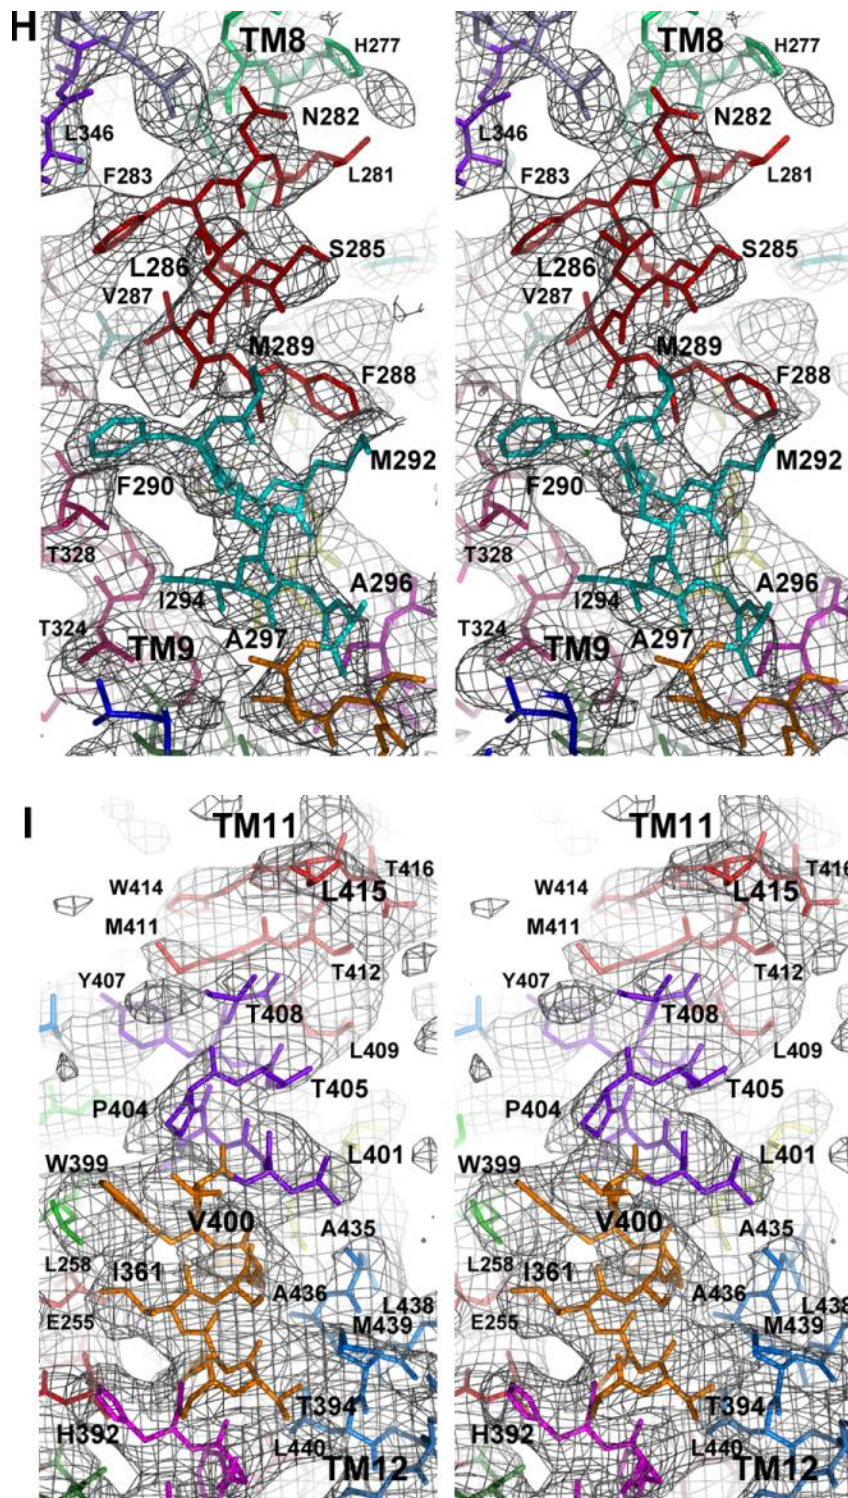 H
TM8 H277 TM8 H277
N282 N282
L346 L346
F283 L281 F283 L281
S285 S285
L286 L286
V287 V287
M289 M289
F288 F288
M292 M292
F290 F290
T328 A296 T328 A296
I294 I294
T324 A297 T324 A297
TM9 TM9
I
TM11 TM11
W414 T416 W414 T416
L415 L415
M411 M411
Y407 T412 Y407 T412
T408 T408
L409 L409
T405 T405
P404 P404
W399 L401 W399 L401
V400 A435 V400 A435
L258 I361 L258 I361
A436 A436
E255 L438 E255 L438
M439 M439
T394 T394
H392 L440 H392 L440
TM12 TM12